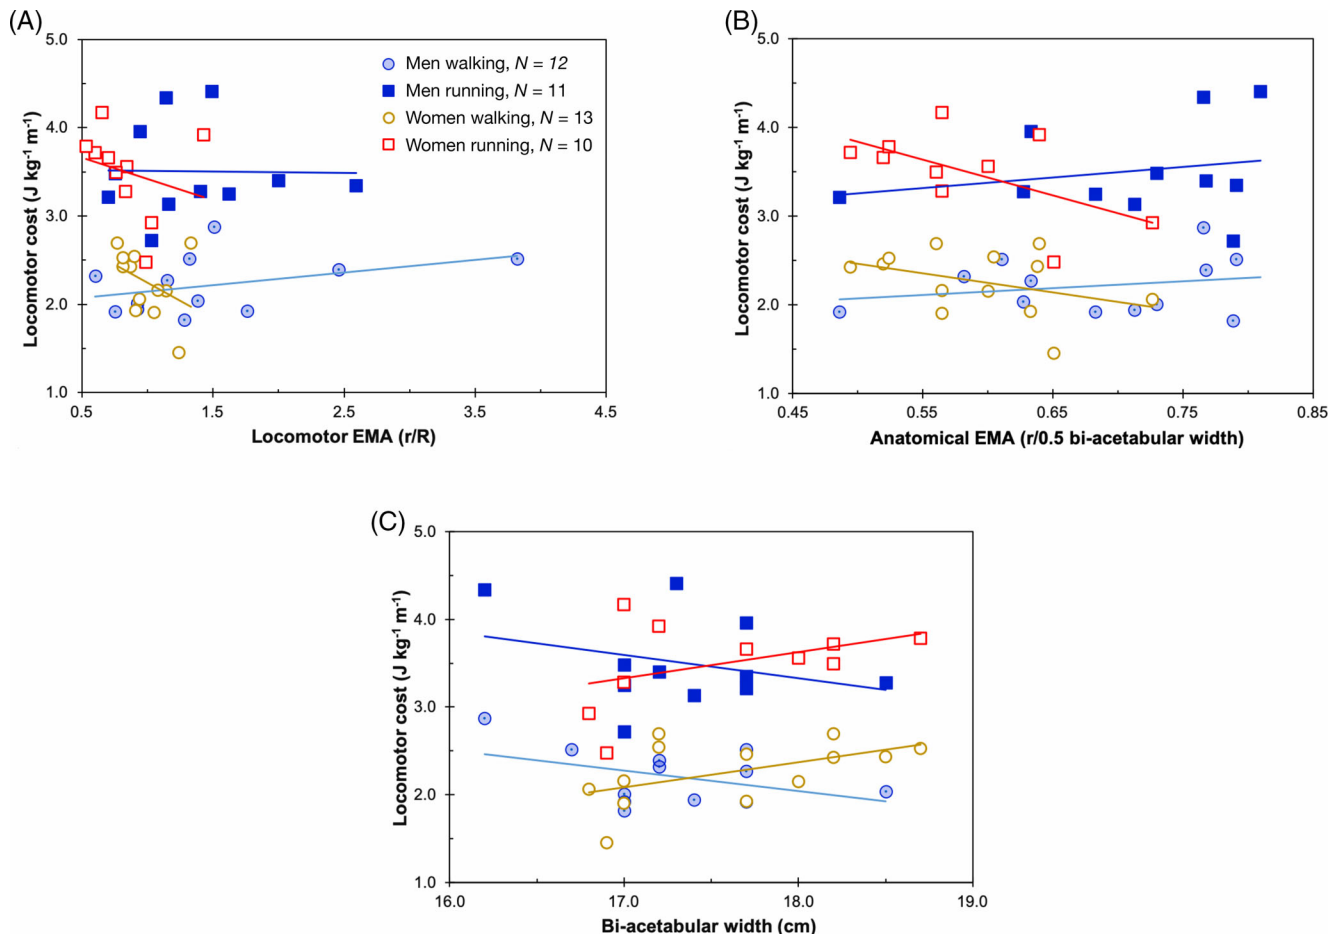 (A)
5.0
4.0
3.0
2.0
1.0
Locomotor cost (J kg-1 m-1)
Men walking, N = 12
Men running, N = 11
Women walking, N = 13
Women running, N = 10
0.5 1.5 2.5 3.5 4.5
Locomotor EMA (r/R)
(B)
5.0
4.0
3.0
2.0
1.0
Locomotor cost (J kg-1 m-1)
0.45 0.55 0.65 0.75 0.85
Anatomical EMA (r/0.5 bi-acetabular width)
(C)
5.0
4.0
3.0
2.0
1.0
Locomotor cost (J kg-1 m-1)
16.0 17.0 18.0 19.0
Bi-acetabular width (cm)